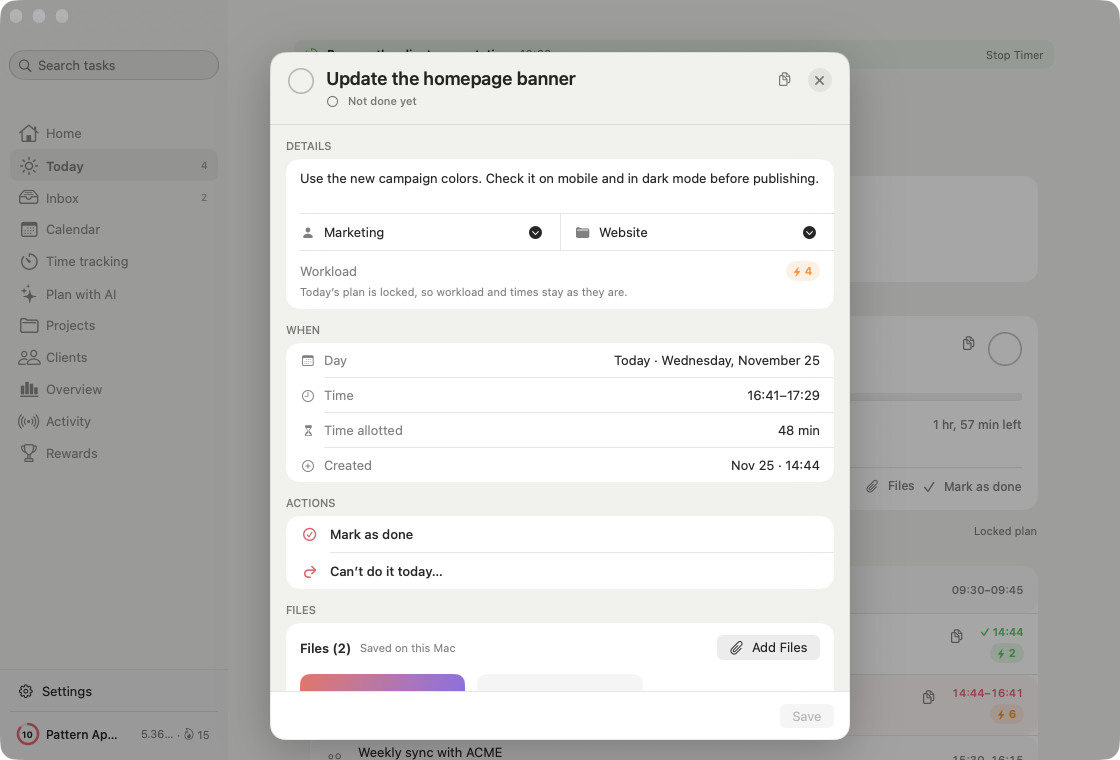 Search tasks
Home
Today 4
Inbox 2
Calendar
Time tracking
Plan with AI
Projects
Clients
Overview
Activity
Rewards
Settings
10 Pattern Ap... 5.36... · 15
Stop Timer
Update the homepage banner
Not done yet
DETAILS
Use the new campaign colors. Check it on mobile and in dark mode before publishing.
Marketing
Website
Workload 4
Today's plan is locked, so workload and times stay as they are.
WHEN
Day Today · Wednesday, November 25
Time 16:41–17:29
Time allotted 48 min
Created Nov 25 · 14:44
ACTIONS
Mark as done
Can't do it today...
FILES
Files (2) Saved on this Mac Add Files
Save
1 hr, 57 min left
Files Mark as done
Locked plan
09:30–09:45
14:44
2
14:44–16:41
6
Weekly sync with ACME
15:30–16:15